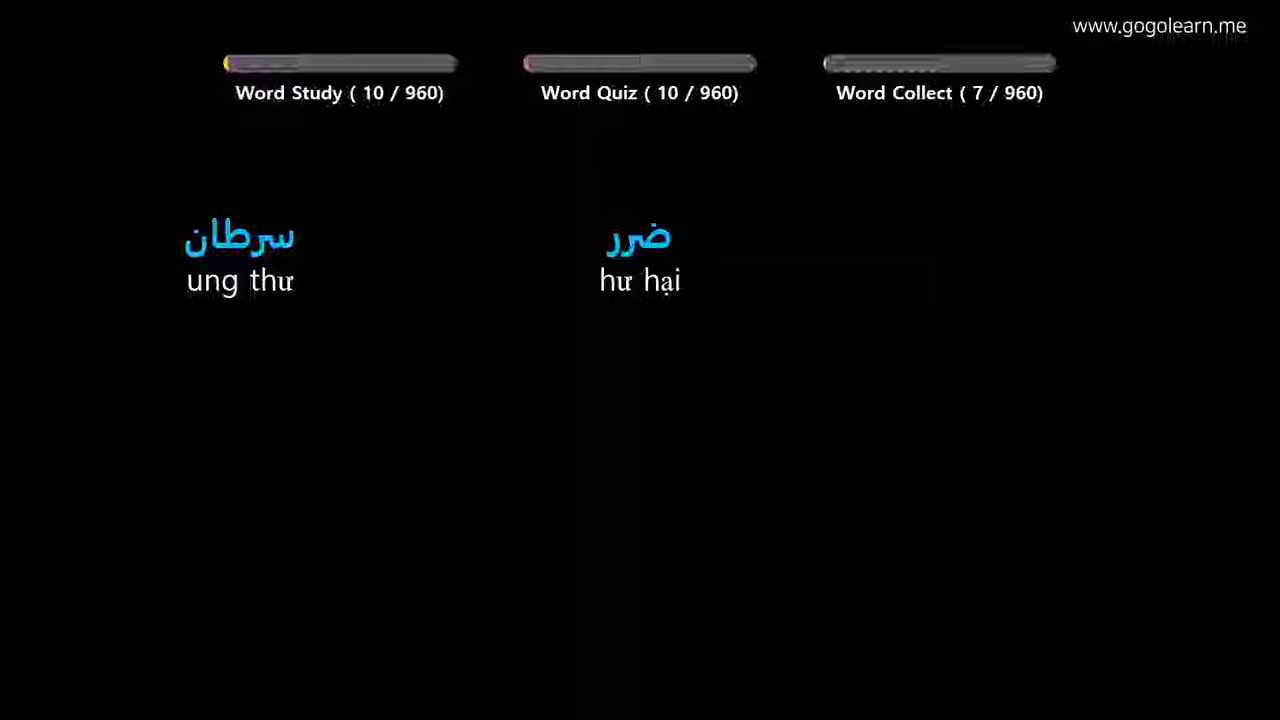 www.gogolearn.me
Word Study ( 10 / 960)
Word Quiz ( 10 / 960)
Word Collect ( 7 / 960)
سرطان
ung thư
ضرر
hư hại